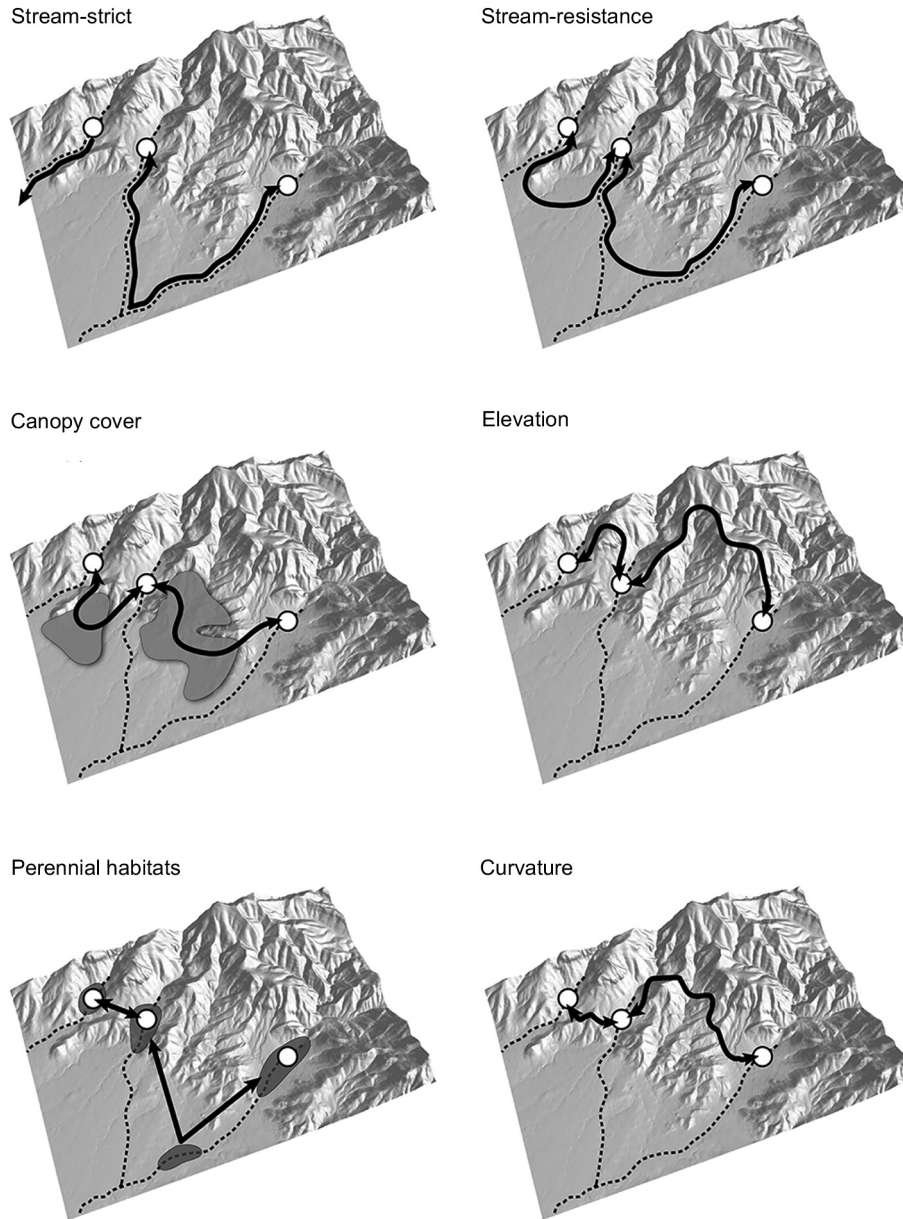 Stream-strict
Stream-resistance
Canopy cover
Elevation
Perennial habitats
Curvature